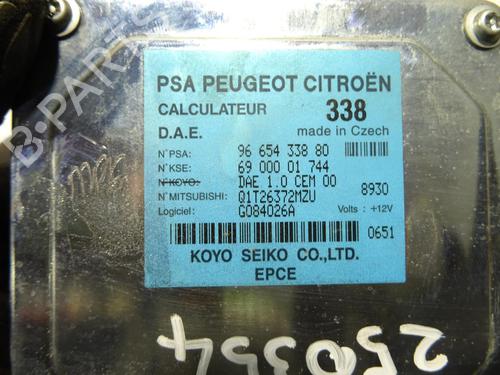 PSA PEUGEOT CITROËN
CALCULATEUR 338
D.A.E. made in Czech
N°PSA: 96 654 338 80
N°KSE: 69 000 01 744
N°KOYO: DAE 1.0 CEM 00
N°MITSUBISHI: Q1T26372MZU 8930
Logiciel: G084026A Volts : +12V
0651
KOYO SEIKO CO.,LTD.
EPCE
250354
B-PARTS